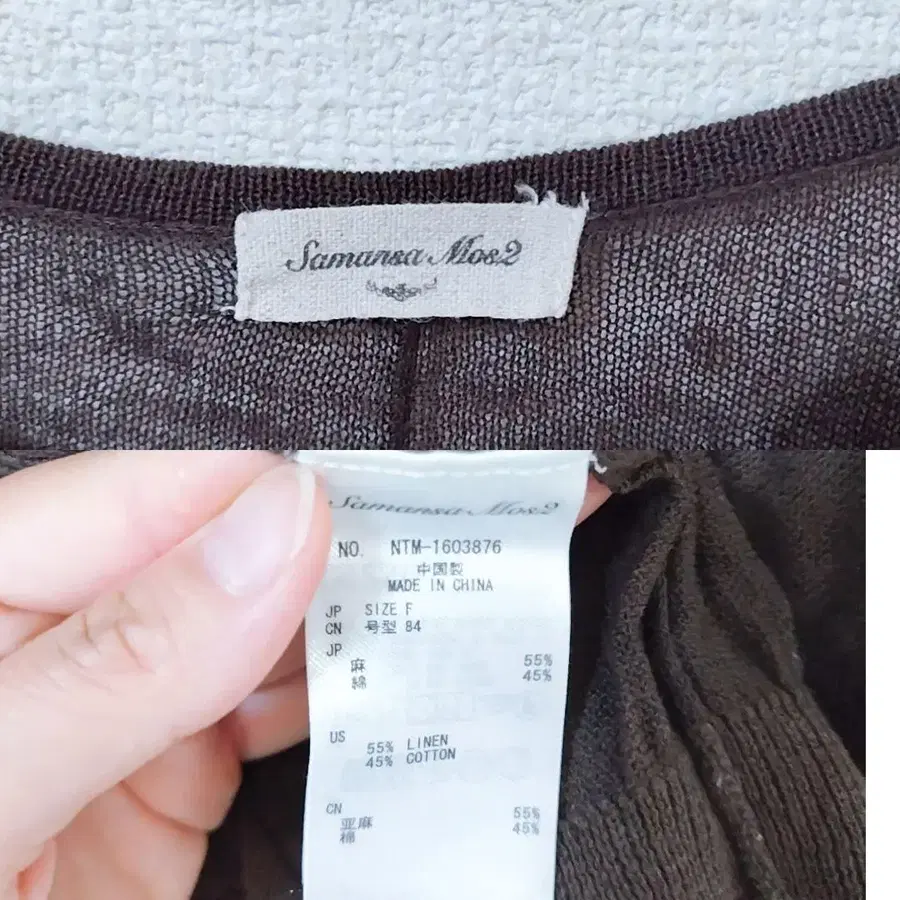 Samansa Mos2
Samansa Mos2
NO. NTM-1603876
中国製
MADE IN CHINA
JP SIZE F
CN 号型 84
JP
麻 55%
綿 45%
US
55% LINEN
45% COTTON
CN
亚麻 55%
棉 45%